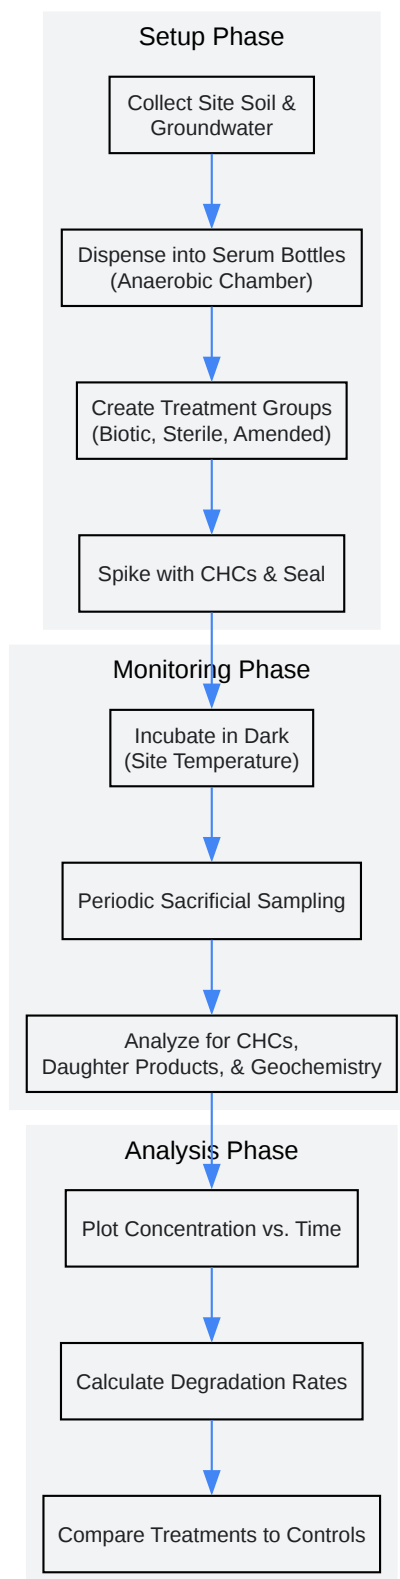 Setup Phase
Collect Site Soil &
Groundwater
Dispense into Serum Bottles
(Anaerobic Chamber)
Create Treatment Groups
(Biotic, Sterile, Amended)
Spike with CHCs & Seal
Monitoring Phase
Incubate in Dark
(Site Temperature)
Periodic Sacrificial Sampling
Analyze for CHCs,
Daughter Products, & Geochemistry
Analysis Phase
Plot Concentration vs. Time
Calculate Degradation Rates
Compare Treatments to Controls